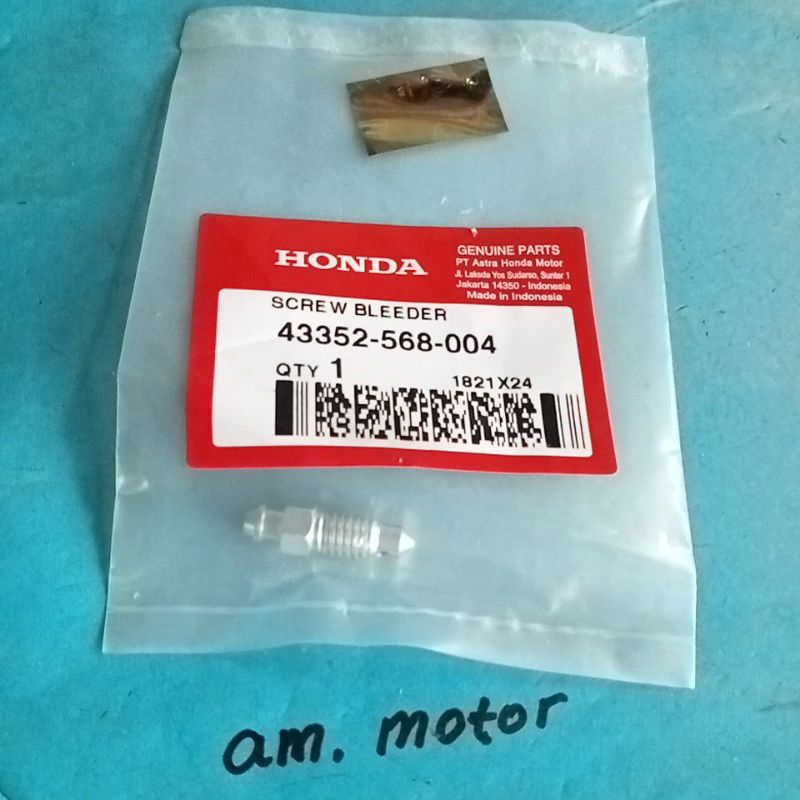 HONDA
GENUINE PARTS
PT Astra Honda Motor
Jl. Laksda Yos Sudarso, Sunter 1
Jakarta 14350 - Indonesia
Made in Indonesia
SCREW BLEEDER
43352-568-004
QTY 1
1821X24
am. motor